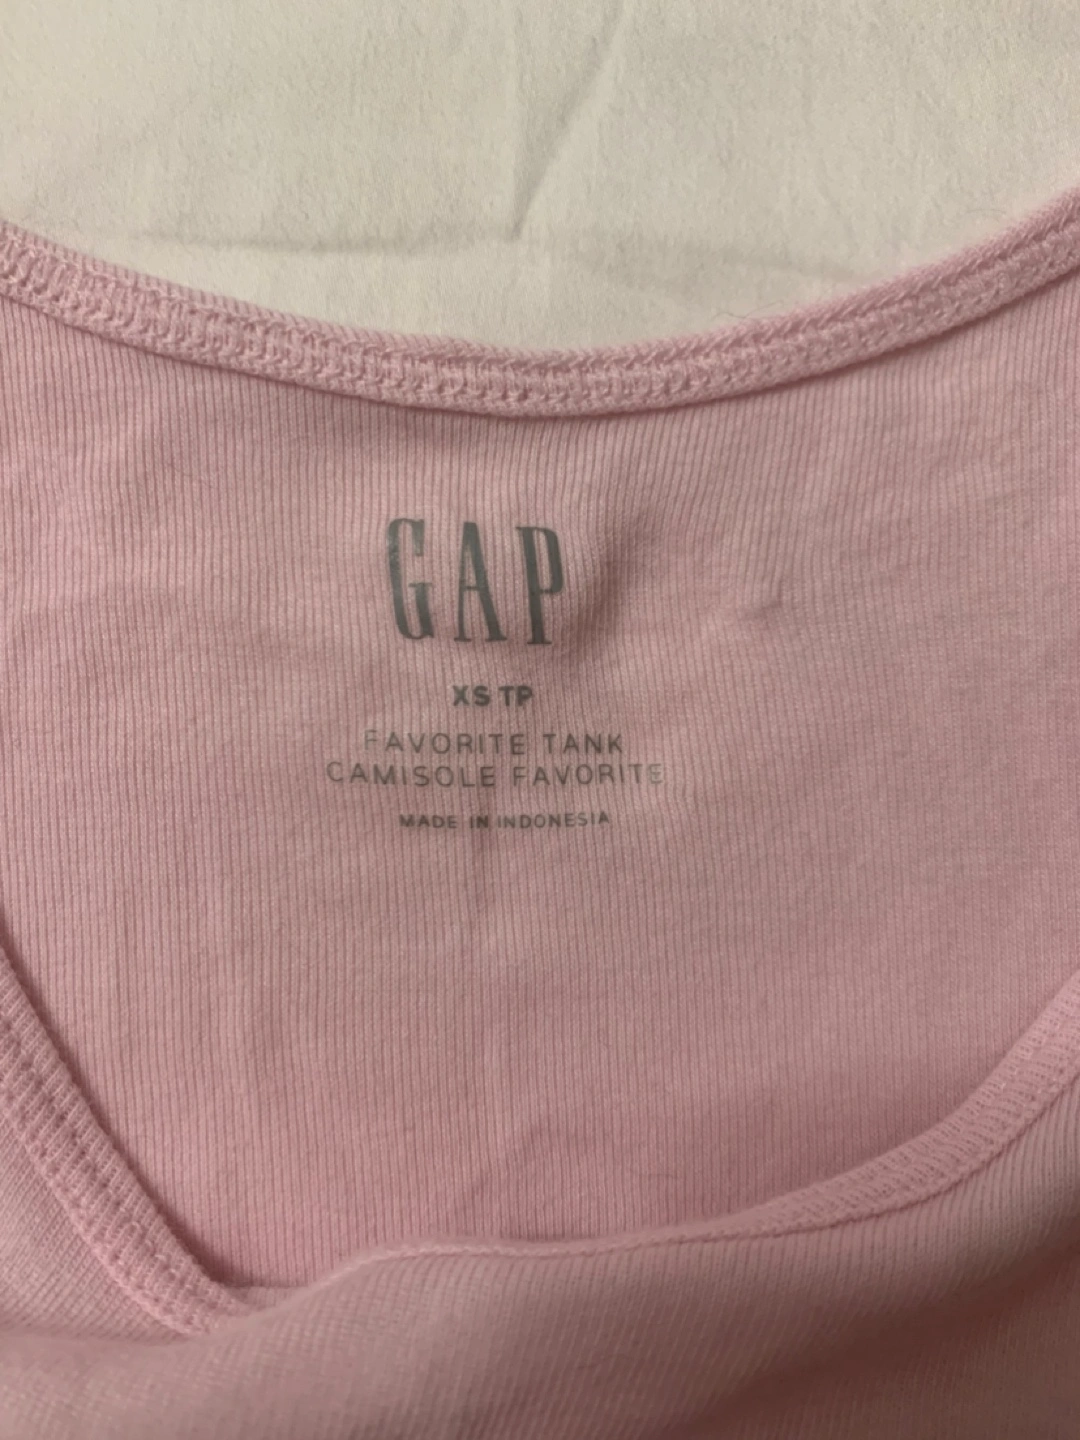 GAP
XS TP
FAVORITE TANK
CAMISOLE FAVORITE
MADE IN INDONESIA